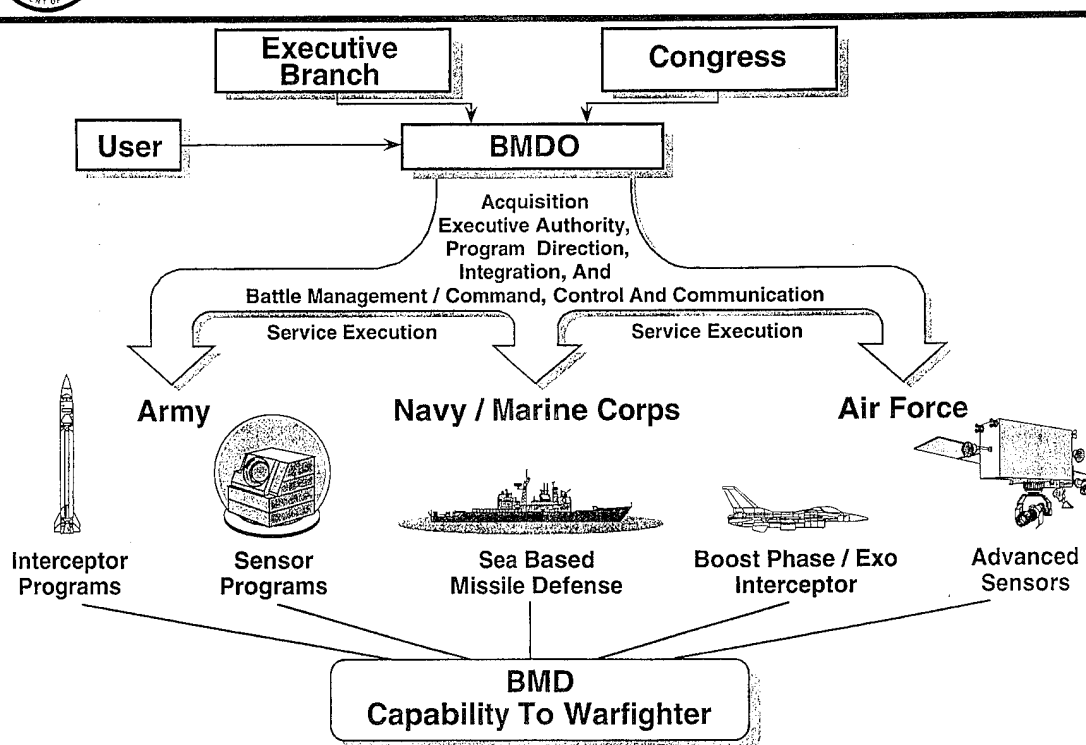 Executive
Branch
Congress
User
BMDO
Acquisition
Executive Authority,
Program Direction,
Integration, And
Battle Management / Command, Control And Communication
Service Execution
Service Execution
Army
Navy / Marine Corps
Air Force
Interceptor
Programs
Sensor
Programs
Sea Based
Missile Defense
Boost Phase / Exo
Interceptor
Advanced
Sensors
BMD
Capability To Warfighter